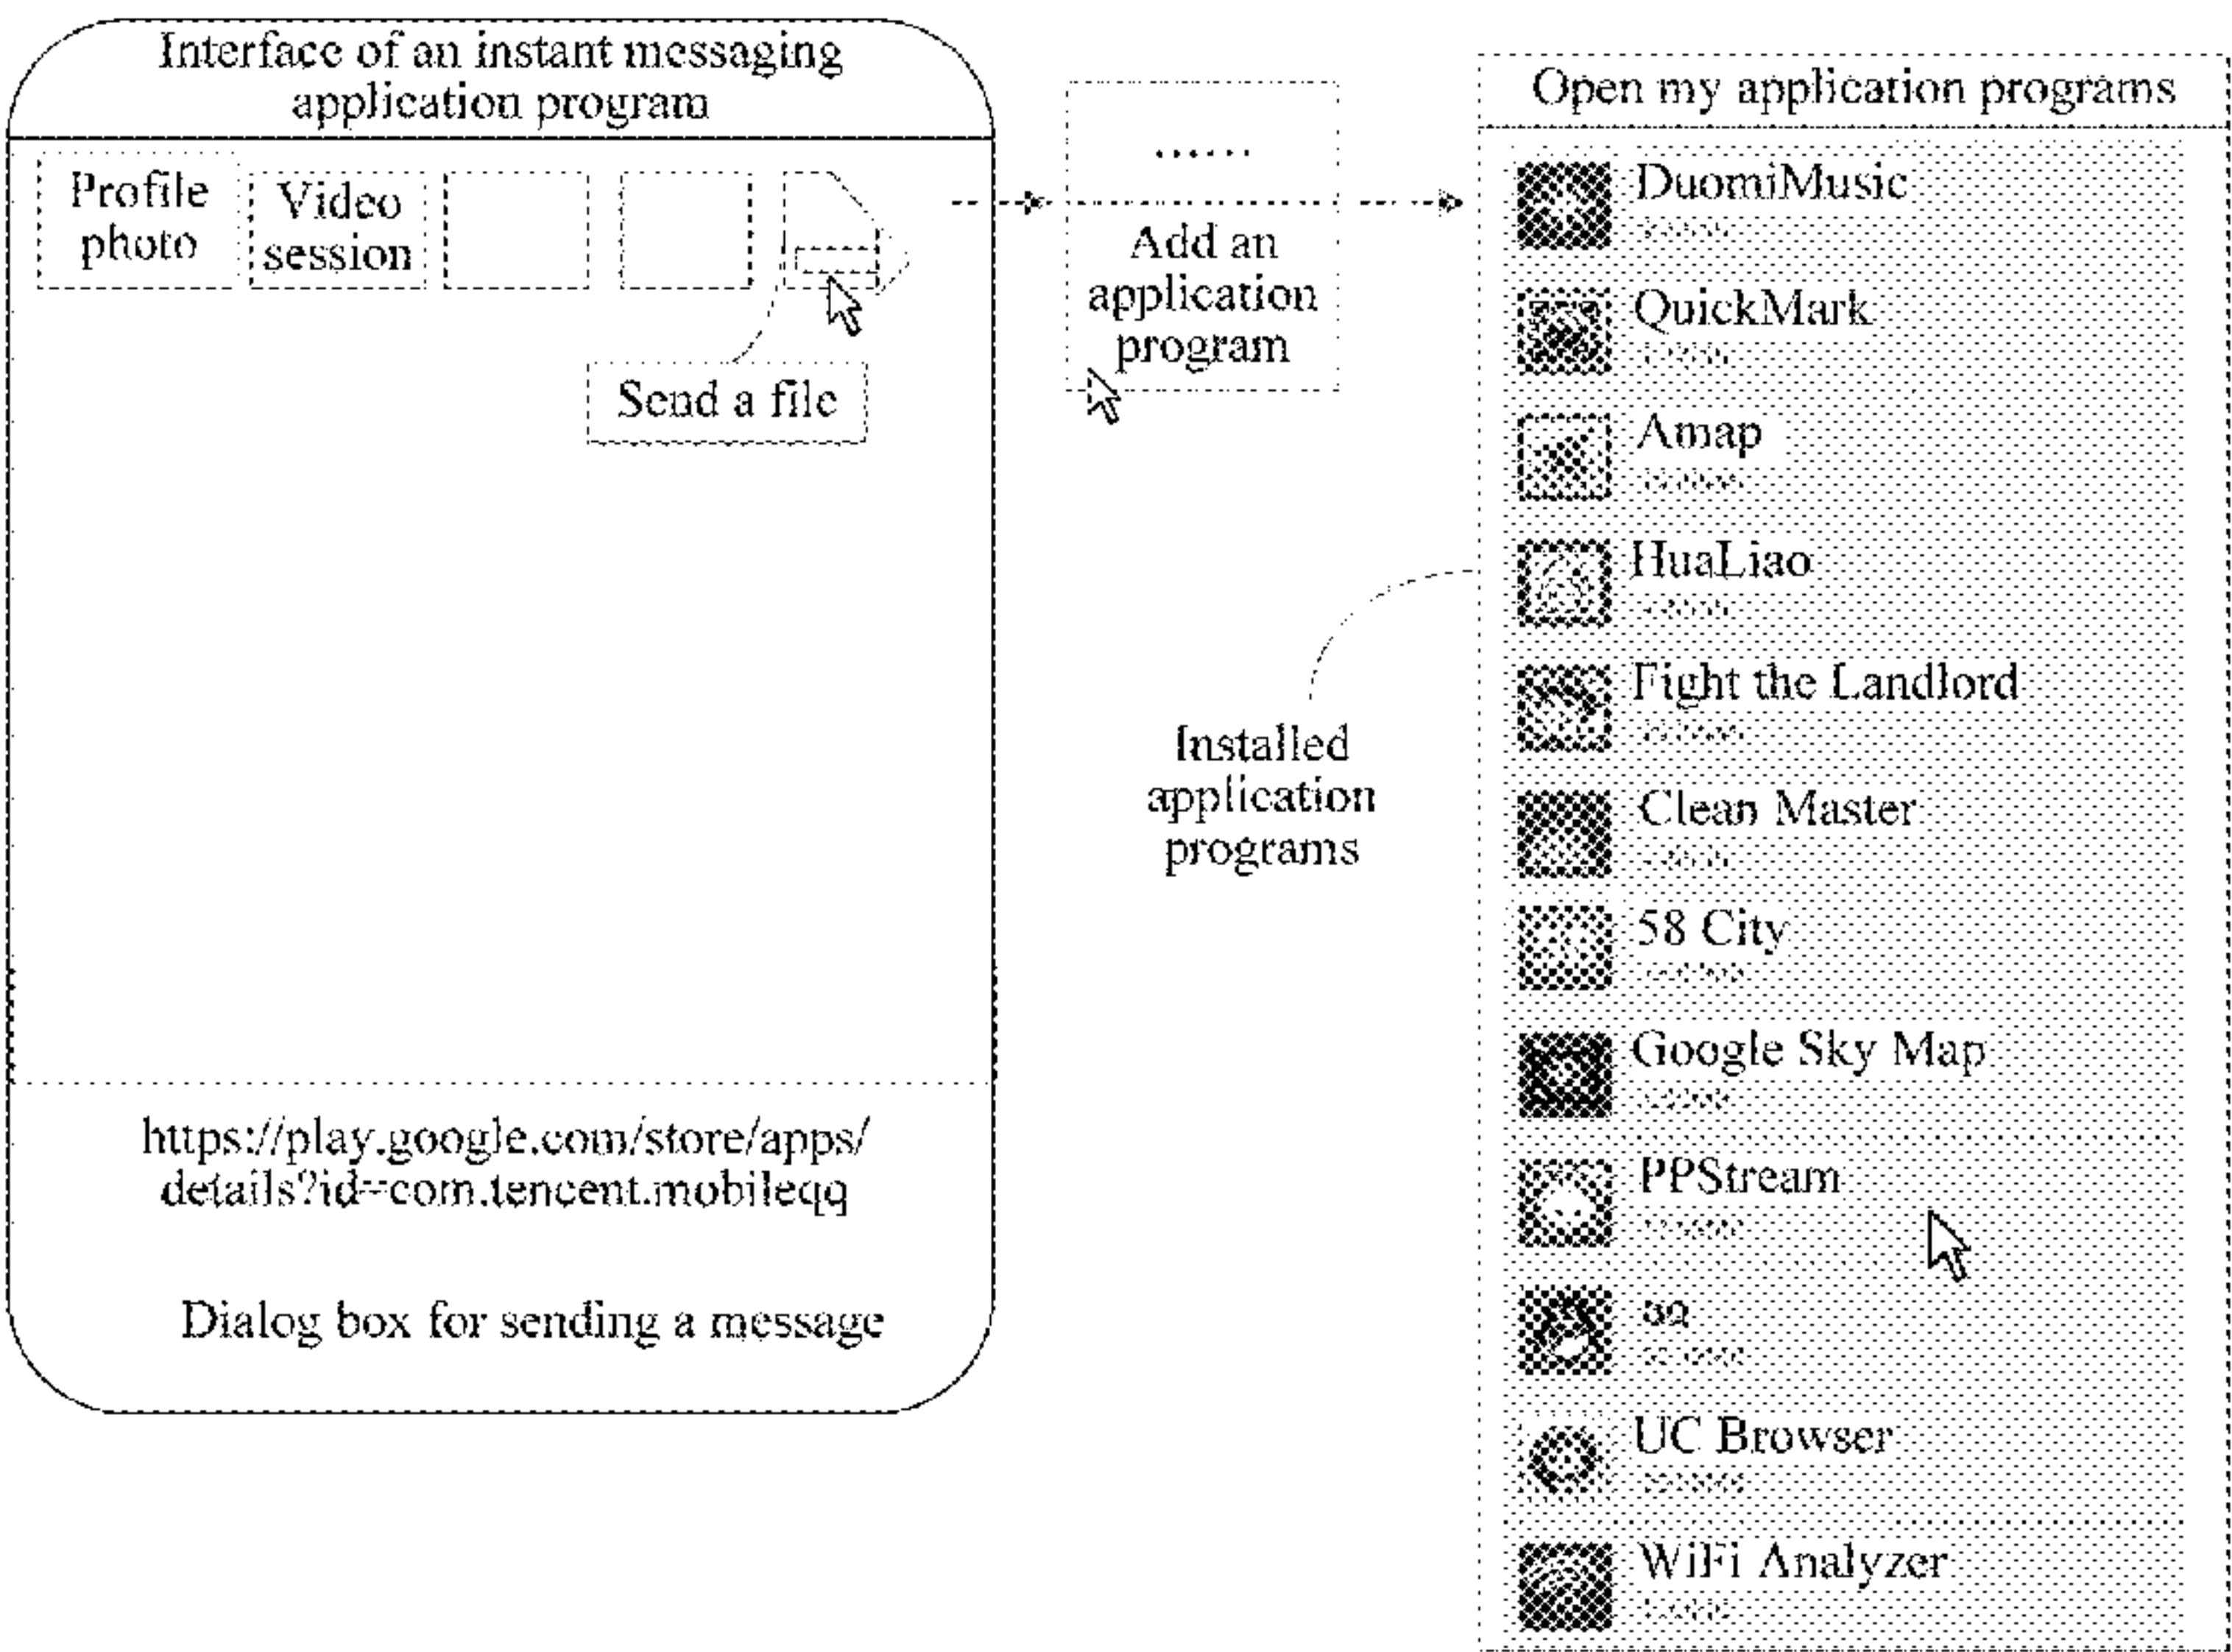 Interface of an instant messaging
application program
Profile
photo
Video
session
Send a file
https://play.google.com/store/apps/
details?id=com.tencent.mobileqq
Dialog box for sending a message
......
Add an
application
program
Installed
application
programs
Open my application programs
DuomiMusic
QuickMark
Amap
HuaLiao
Fight the Landlord
Clean Master
58 City
Google Sky Map
PPStream
QQ
UC Browser
WiFi Analyzer